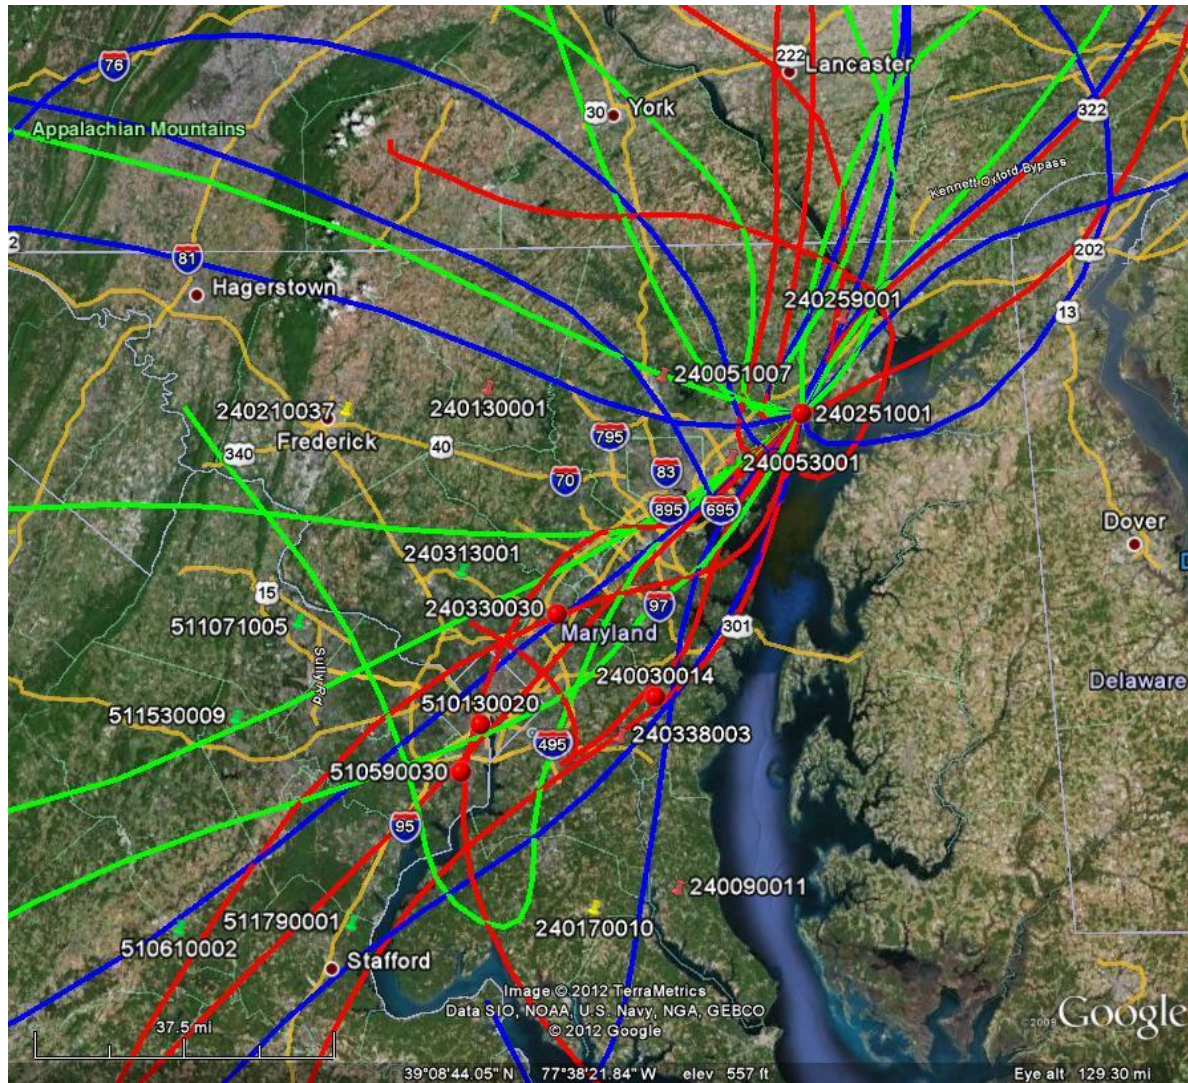 76
222
Lancaster
30
York
322
Appalachian Mountains
Kennett Oxford Bypass
2
81
202
Hagerstown
240259001
13
240051007
240210037
240130001
240251001
Frederick
340
40
795
70
83
240053001
895
695
Dover
240313001
15
240330030
97
511071005
Maryland
301
Sully Rd
240030014
Delaware
511530009
510130020
240338003
495
510590030
95
240090011
511790001
240170010
510610002
Stafford
Image © 2012 TerraMetrics
Data SIO, NOAA, U.S. Navy, NGA, GEBCO
© 2012 Google
©2009 Google
37.5 mi
39°08'44.05" N 77°38'21.84" W elev 557 ft Eye alt 129.30 mi